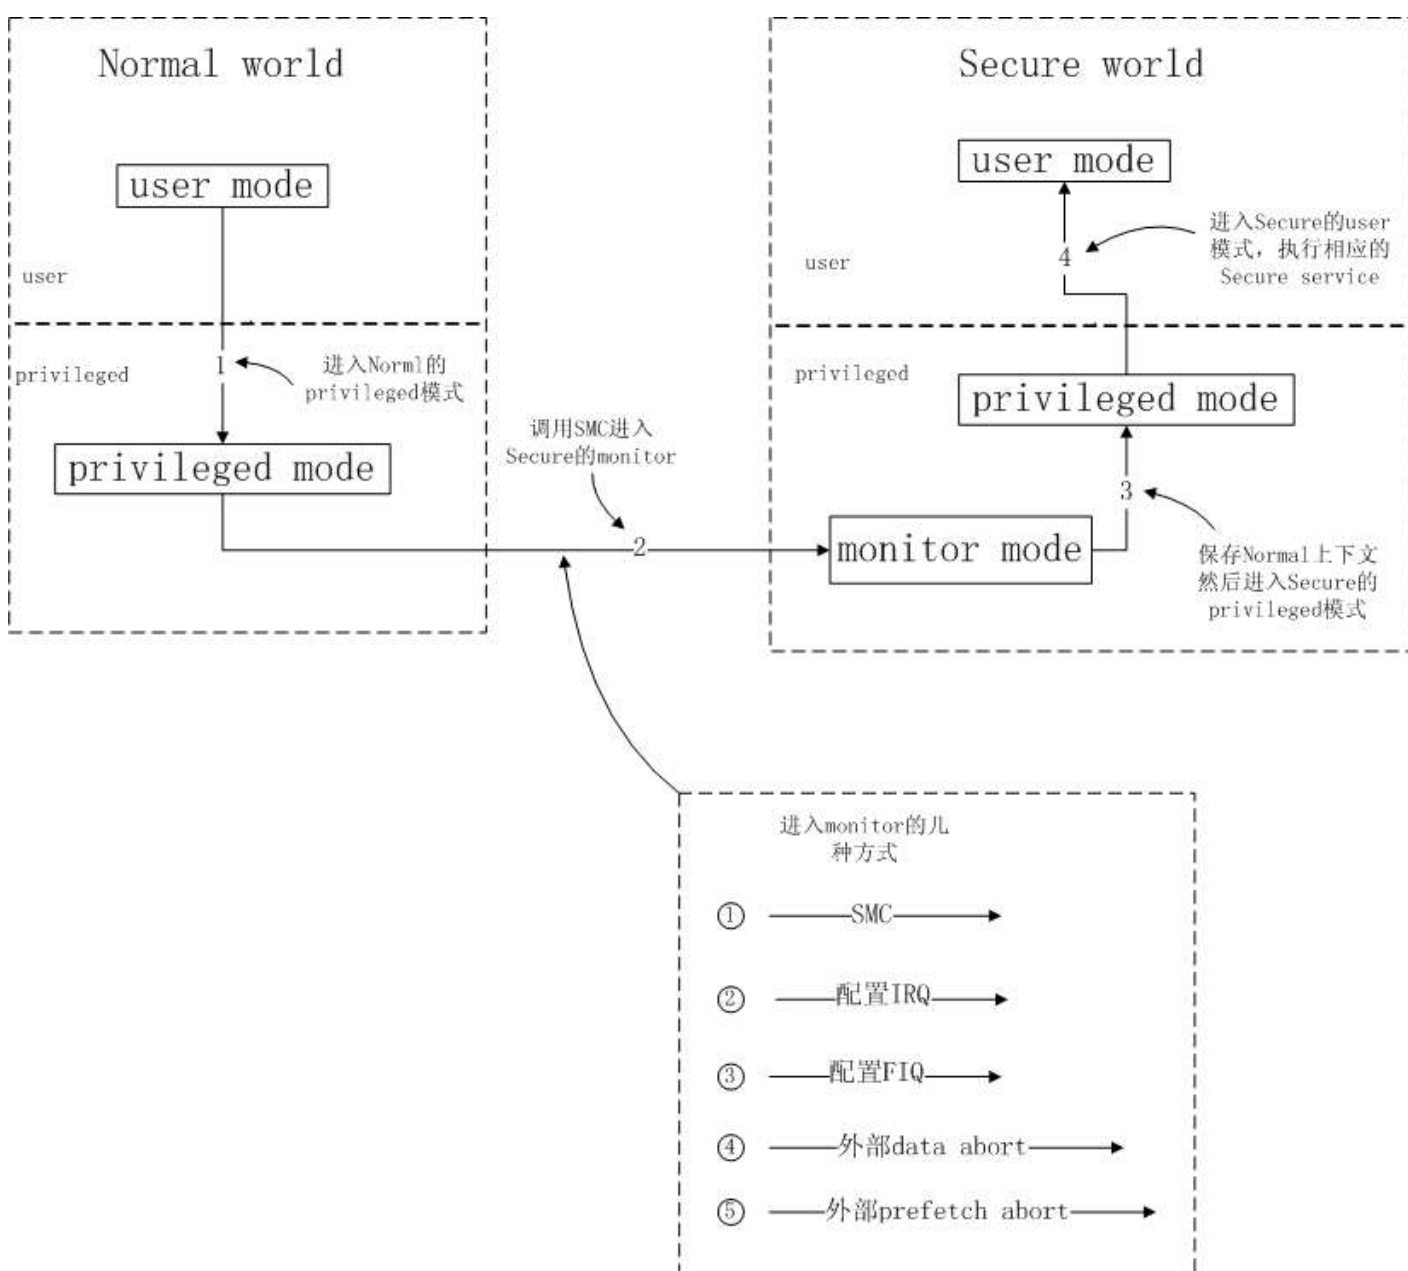 Normal world
user mode
user
1
进入Norml的
privileged模式
privileged
privileged mode
调用SMC进入
Secure的monitor
2
Secure world
user mode
进入Secure的user
模式，执行相应的
Secure service
4
user
privileged
privileged mode
3
monitor mode
保存Normal上下文
然后进入Secure的
privileged模式
进入monitor的几
种方式
① SMC
② 配置IRQ
③ 配置FIQ
④ 外部data abort
⑤ 外部prefetch abort